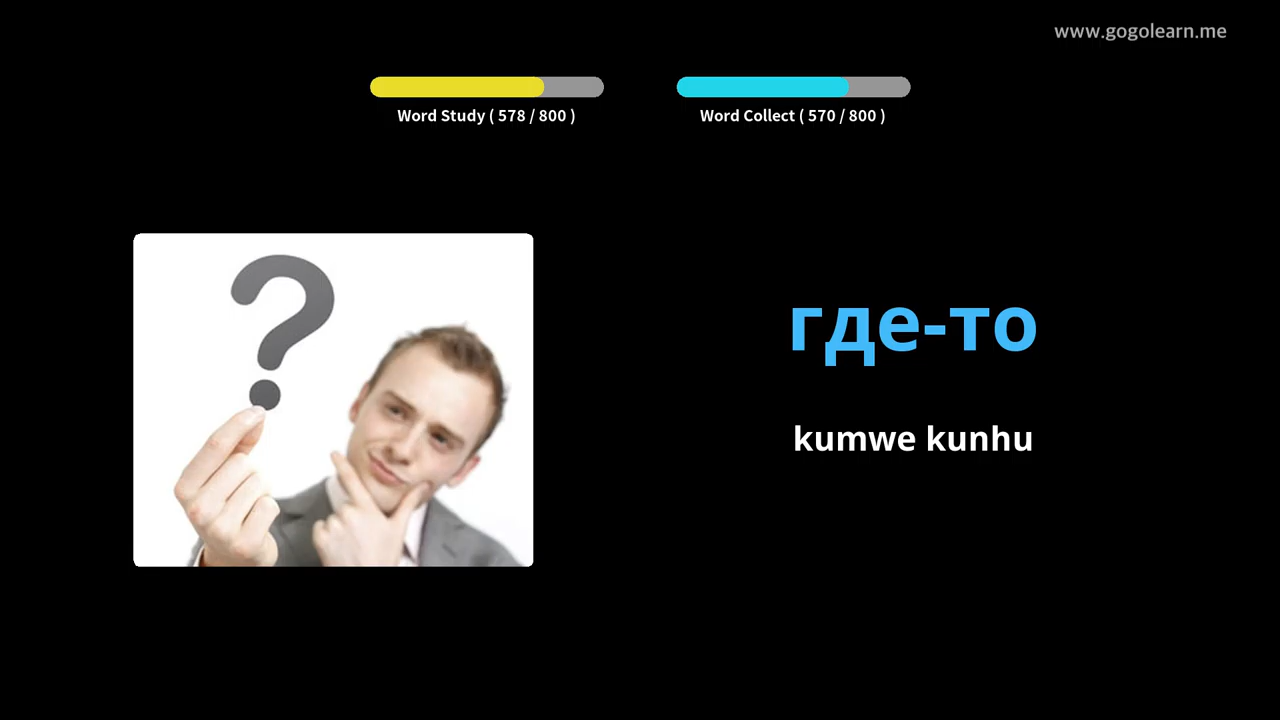 www.gogolearn.me
Word Study ( 578 / 800 )
Word Collect ( 570 / 800 )
где-то
kumwe kunhu